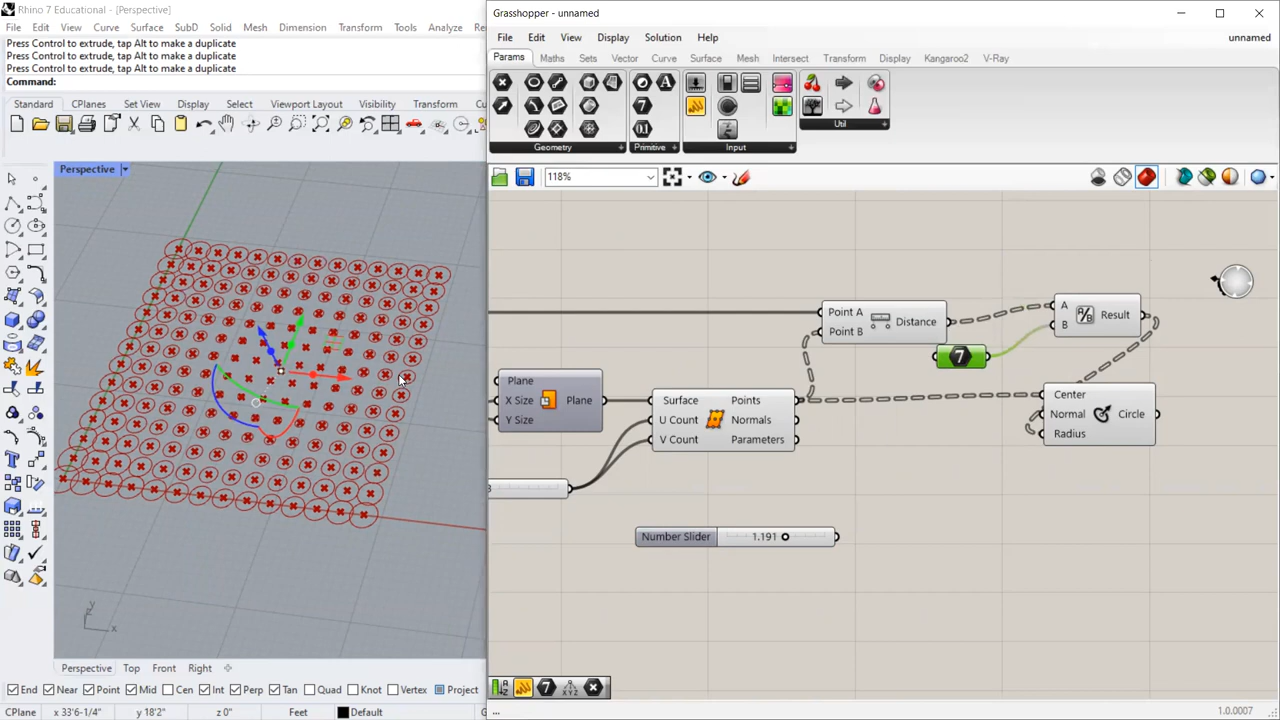 Rhino 7 Educational - [Perspective]
File Edit View Curve Surface SubD Solid Mesh Dimension Transform Tools Analyze
Press Control to extrude, tap Alt to make a duplicate
Press Control to extrude, tap Alt to make a duplicate
Press Control to extrude, tap Alt to make a duplicate
Command:
Standard CPlanes Set View Display Select Viewport Layout Visibility Transform
Perspective
z y x
Perspective Top Front Right
End Near Point Mid Cen Int Perp Tan Quad Knot Vertex Project
CPlane x 33'6-1/4" y 18'2" z 0" Feet Default
Grasshopper - unnamed
File Edit View Display Solution Help unnamed
Params Maths Sets Vector Curve Surface Mesh Intersect Transform Display Kangaroo2 V-Ray
Geometry Primitive Input Util
118%
Point A
Point B
Distance
7
A
B
Result
Plane
X Size
Y Size
Plane
Surface
U Count
V Count
Points
Normals
Parameters
Center
Normal
Radius
Circle
Number Slider 1.191
... 1.0.0007